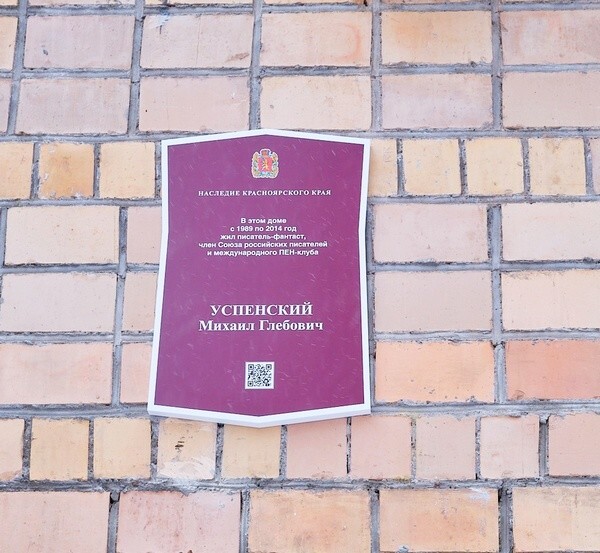 НАСЛЕДИЕ КРАСНОЯРСКОГО КРАЯ
В этом доме
с 1989 по 2014 год
жил писатель-фантаст,
член Союза российских писателей
и международного ПЕН-клуба
УСПЕНСКИЙ
Михаил Глебович